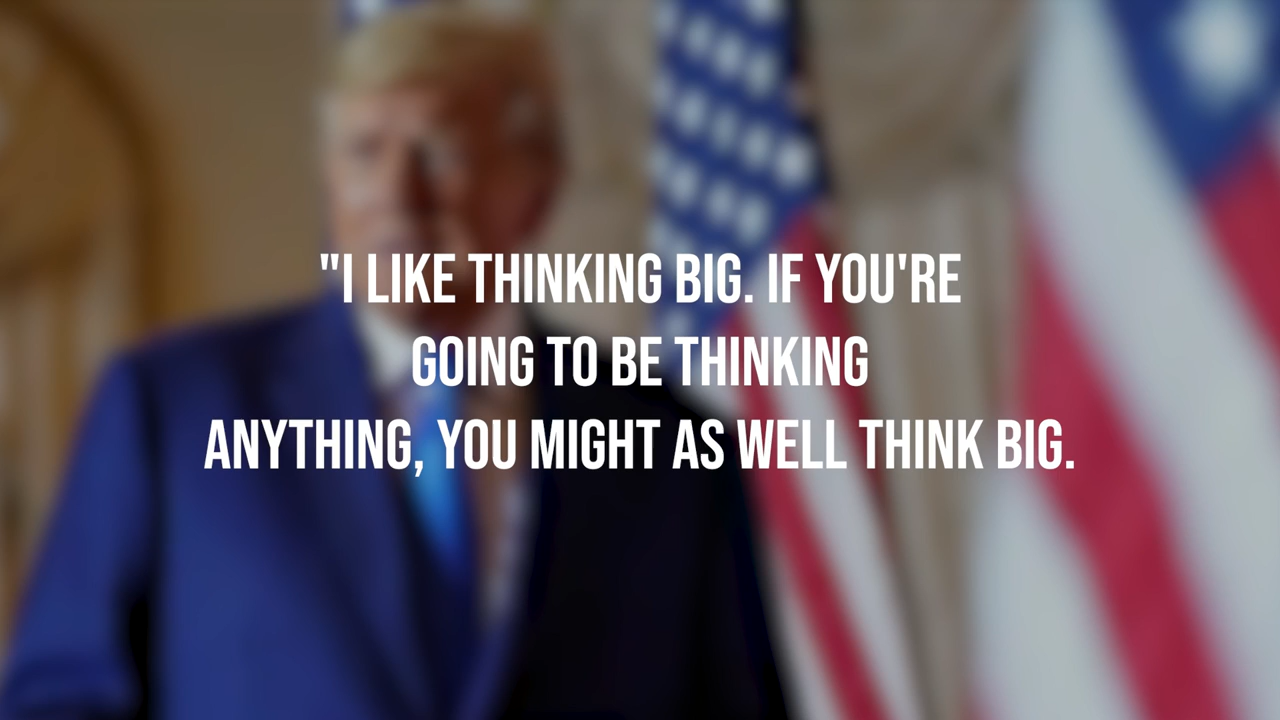 "I LIKE THINKING BIG. IF YOU'RE
GOING TO BE THINKING
ANYTHING, YOU MIGHT AS WELL THINK BIG.